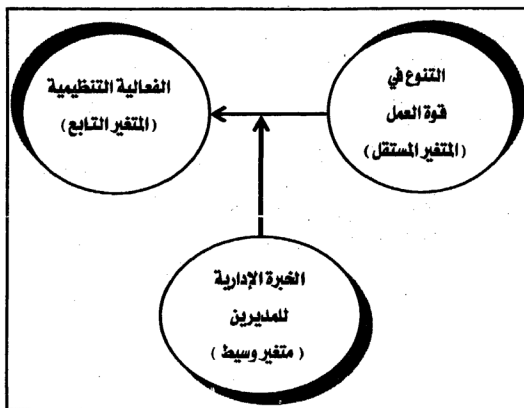 التنوع في
قوة العمل
(المتغير المستقل)
الفعالية التنظيمية
(المتغير التابع)
الخبرة الإدارية
للمديرين
(متغير وسيط)